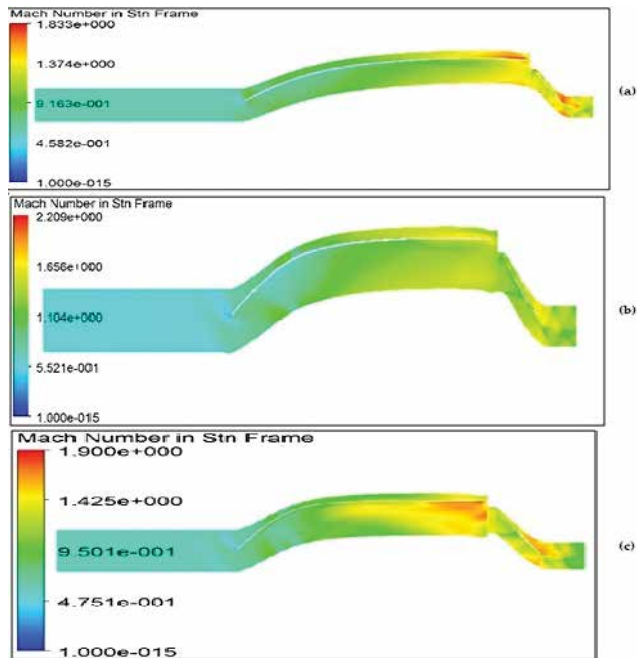 Mach Number in Stn Frame
1.833e+000
1.374e+000
9.163e-001
4.582e-001
1.000e-015
(a)
Mach Number in Stn Frame
2.209e+000
1.656e+000
1.104e+000
5.521e-001
1.000e-015
(b)
Mach Number in Stn Frame
1.900e+000
1.425e+000
9.501e-001
4.751e-001
1.000e-015
(c)